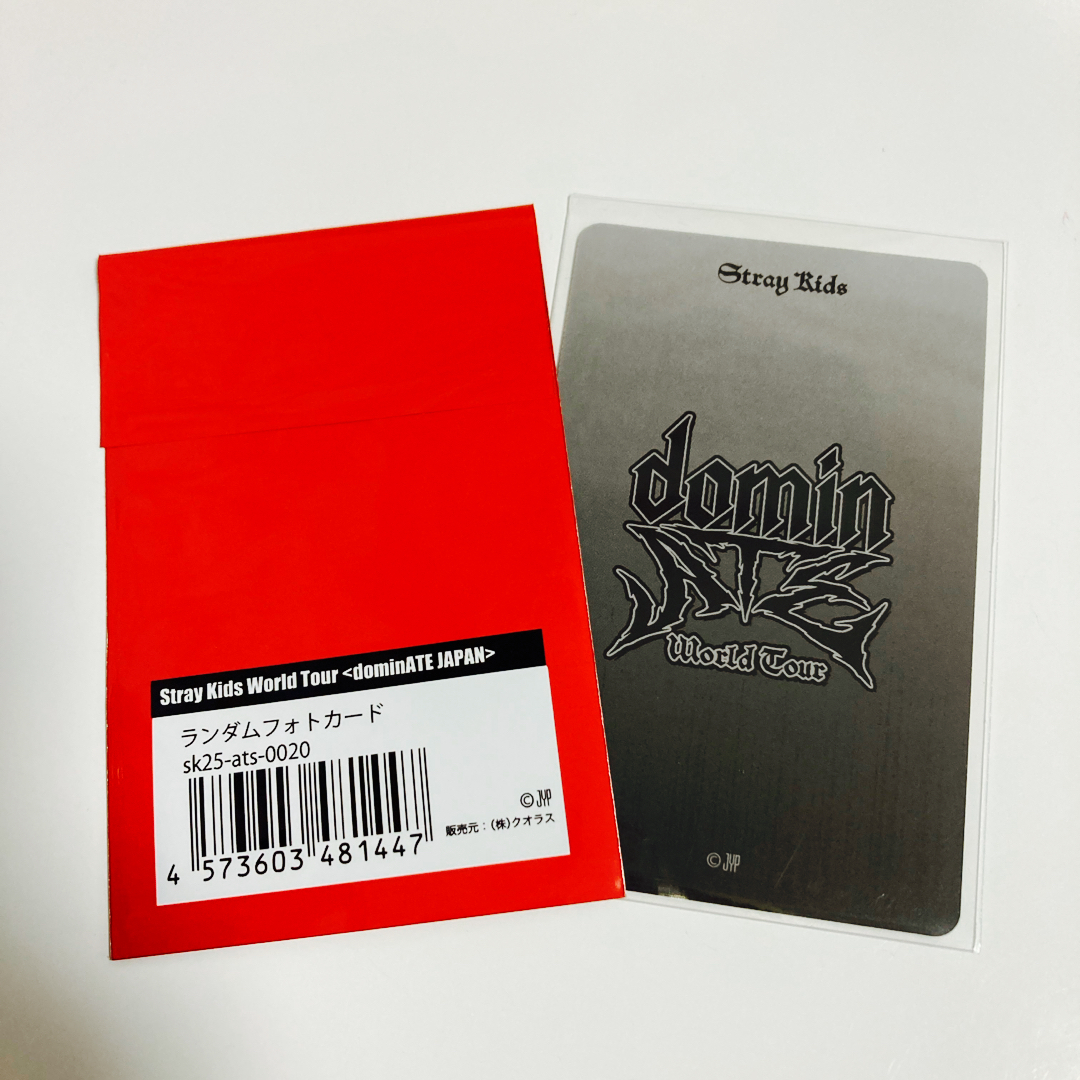 Stray Kids World Tour <dominATE JAPAN>
ランダムフォトカード
sk25-ats-0020
©JYP
販売元：(株)クオラス
4 573603 481447
Stray Kids
domin
ATE
World Tour
©JYP